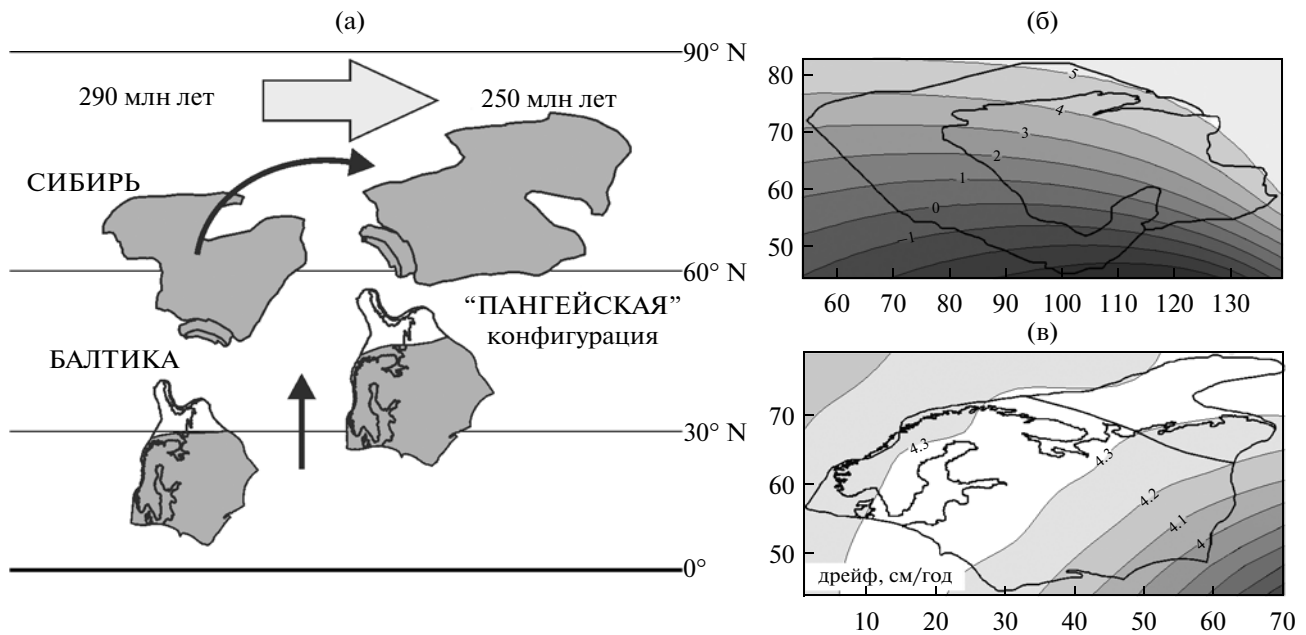 (а)
90° N
290 млн лет
250 млн лет
СИБИРЬ
60° N
“ПАНГЕЙСКАЯ”
конфигурация
БАЛТИКА
30° N
0°
(б)
80
70
60
50
5
4
3
2
1
0
–1
60 70 80 90 100 110 120 130
(в)
70
60
50
4.3
4.3
4.2
4.1
4
дрейф, см/год
10 20 30 40 50 60 70